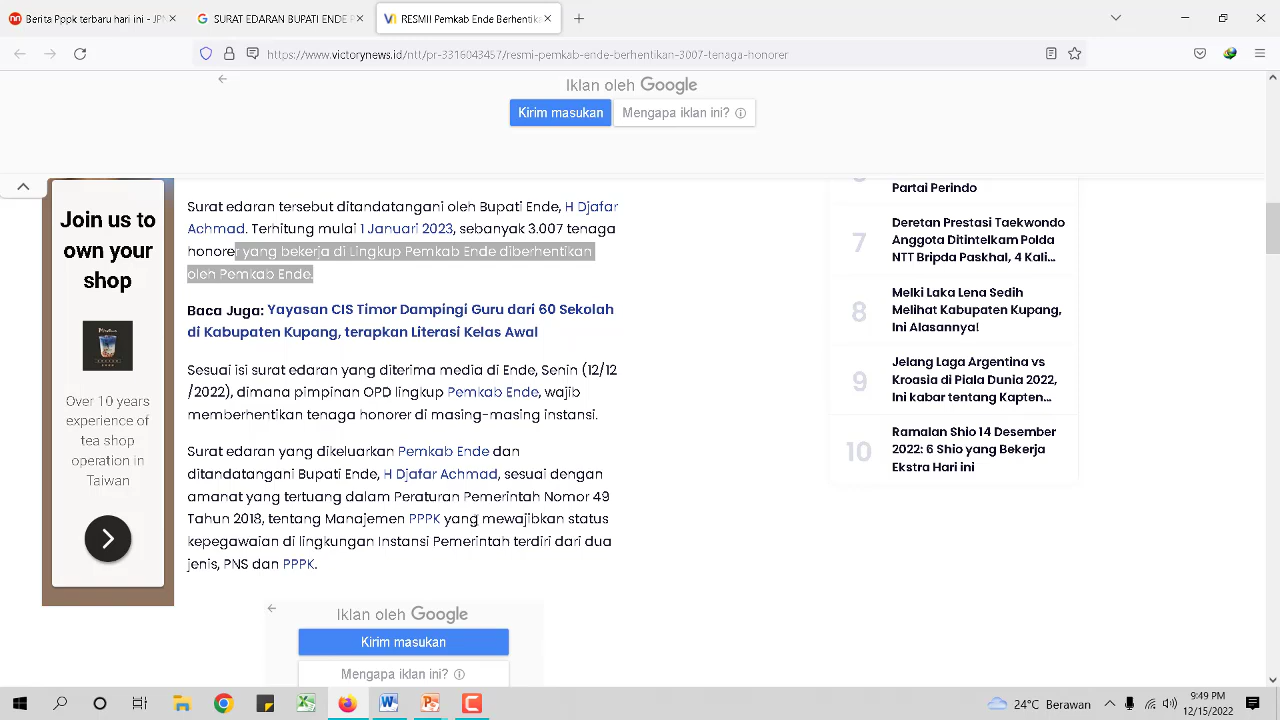 Berita Pppk terbaru hari ini - JPN
SURAT EDARAN BUPATI ENDE P
RESMI! Pemkab Ende Berhentika
https://www.victorynews.id/ntt/pr-3316043457/resmi-pemkab-ende-berhentikan-3007-tenaga-honorer
Iklan oleh Google
Kirim masukan
Mengapa iklan ini?
Join us to
own your
shop
Over 10 years
experience of
tea shop
operation in
Taiwan
Surat edaran tersebut ditandatangani oleh Bupati Ende, H Djafar
Achmad. Terhitung mulai 1 Januari 2023, sebanyak 3.007 tenaga
honorer yang bekerja di Lingkup Pemkab Ende diberhentikan
oleh Pemkab Ende.
Baca Juga: Yayasan CIS Timor Dampingi Guru dari 60 Sekolah
di Kabupaten Kupang, terapkan Literasi Kelas Awal
Sesuai isi surat edaran yang diterima media di Ende, Senin (12/12
/2022), dimana pimpinan OPD lingkup Pemkab Ende, wajib
memberhentikan tenaga honorer di masing-masing instansi.
Surat edaran yang dikeluarkan Pemkab Ende dan
ditandatangani Bupati Ende, H Djafar Achmad, sesuai dengan
amanat yang tertuang dalam Peraturan Pemerintah Nomor 49
Tahun 2018, tentang Manajemen PPPK yang mewajibkan status
kepegawaian di lingkungan Instansi Pemerintah terdiri dari dua
jenis, PNS dan PPPK.
Iklan oleh Google
Kirim masukan
Mengapa iklan ini?
Partai Perindo
7
Deretan Prestasi Taekwondo
Anggota Ditintelkam Polda
NTT Bripda Paskhal, 4 Kali...
8
Melki Laka Lena Sedih
Melihat Kabupaten Kupang,
Ini Alasannya!
9
Jelang Laga Argentina vs
Kroasia di Piala Dunia 2022,
Ini kabar tentang Kapten...
10
Ramalan Shio 14 Desember
2022: 6 Shio yang Bekerja
Ekstra Hari ini
24°C Berawan
9:49 PM
12/15/2022